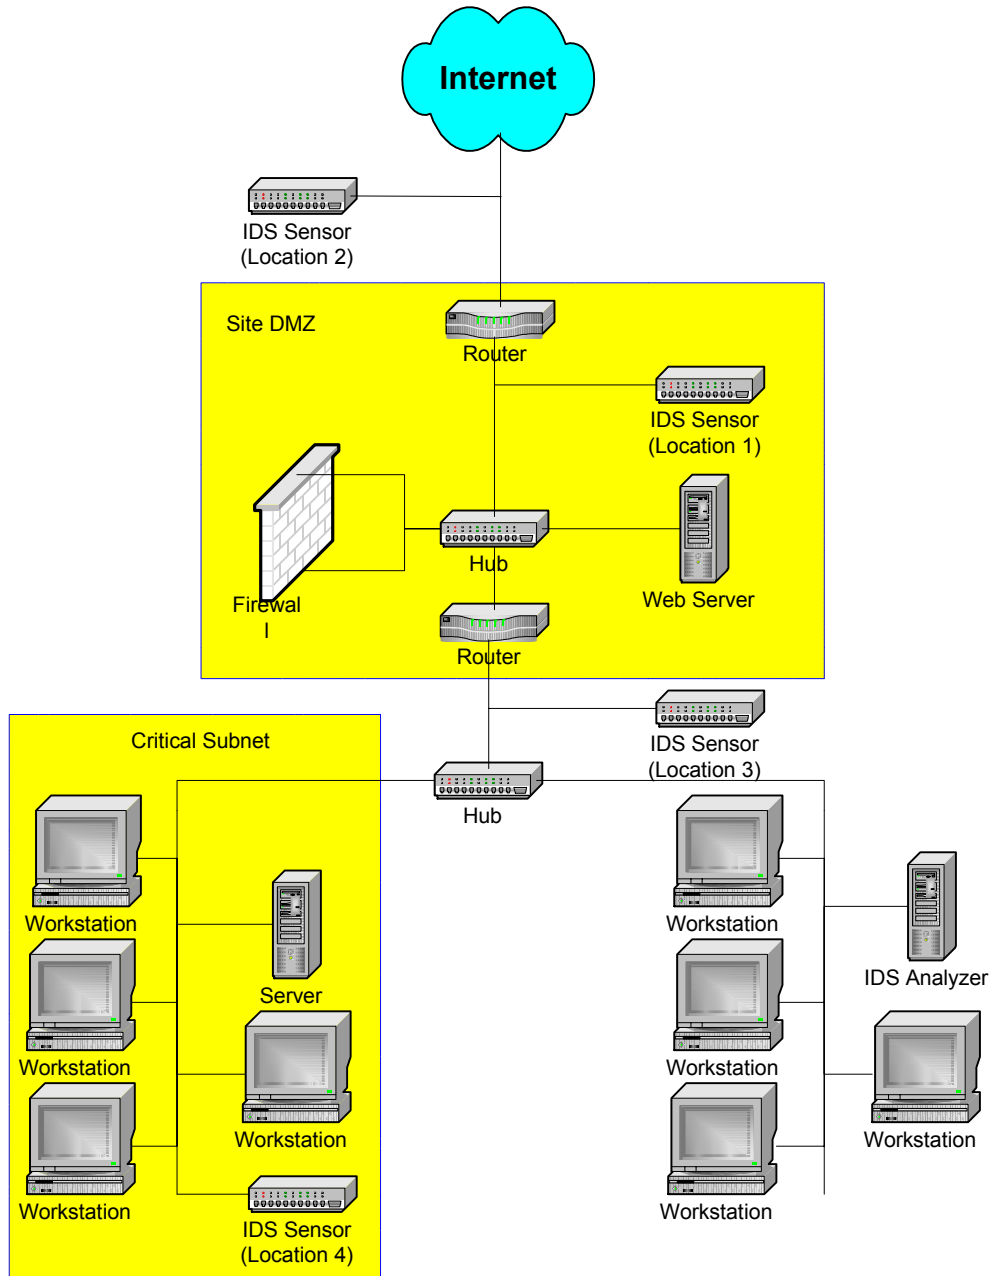 Internet
IDS Sensor
(Location 2)
Site DMZ
Router
IDS Sensor
(Location 1)
Hub
Web Server
Firewal
l
Router
IDS Sensor
(Location 3)
Critical Subnet
Hub
Workstation
Server
Workstation
Workstation
Workstation
IDS Sensor
(Location 4)
Workstation
IDS Analyzer
Workstation
Workstation
Workstation